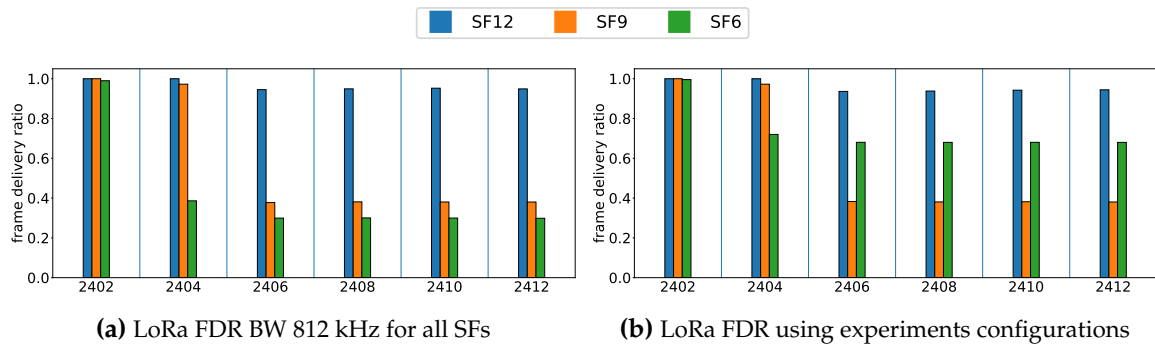 SF12 SF9 SF6
frame delivery ratio
1.0
0.8
0.6
0.4
0.2
0.0
2402 2404 2406 2408 2410 2412
(a) LoRa FDR BW 812 kHz for all SFs
frame delivery ratio
1.0
0.8
0.6
0.4
0.2
0.0
2402 2404 2406 2408 2410 2412
(b) LoRa FDR using experiments configurations